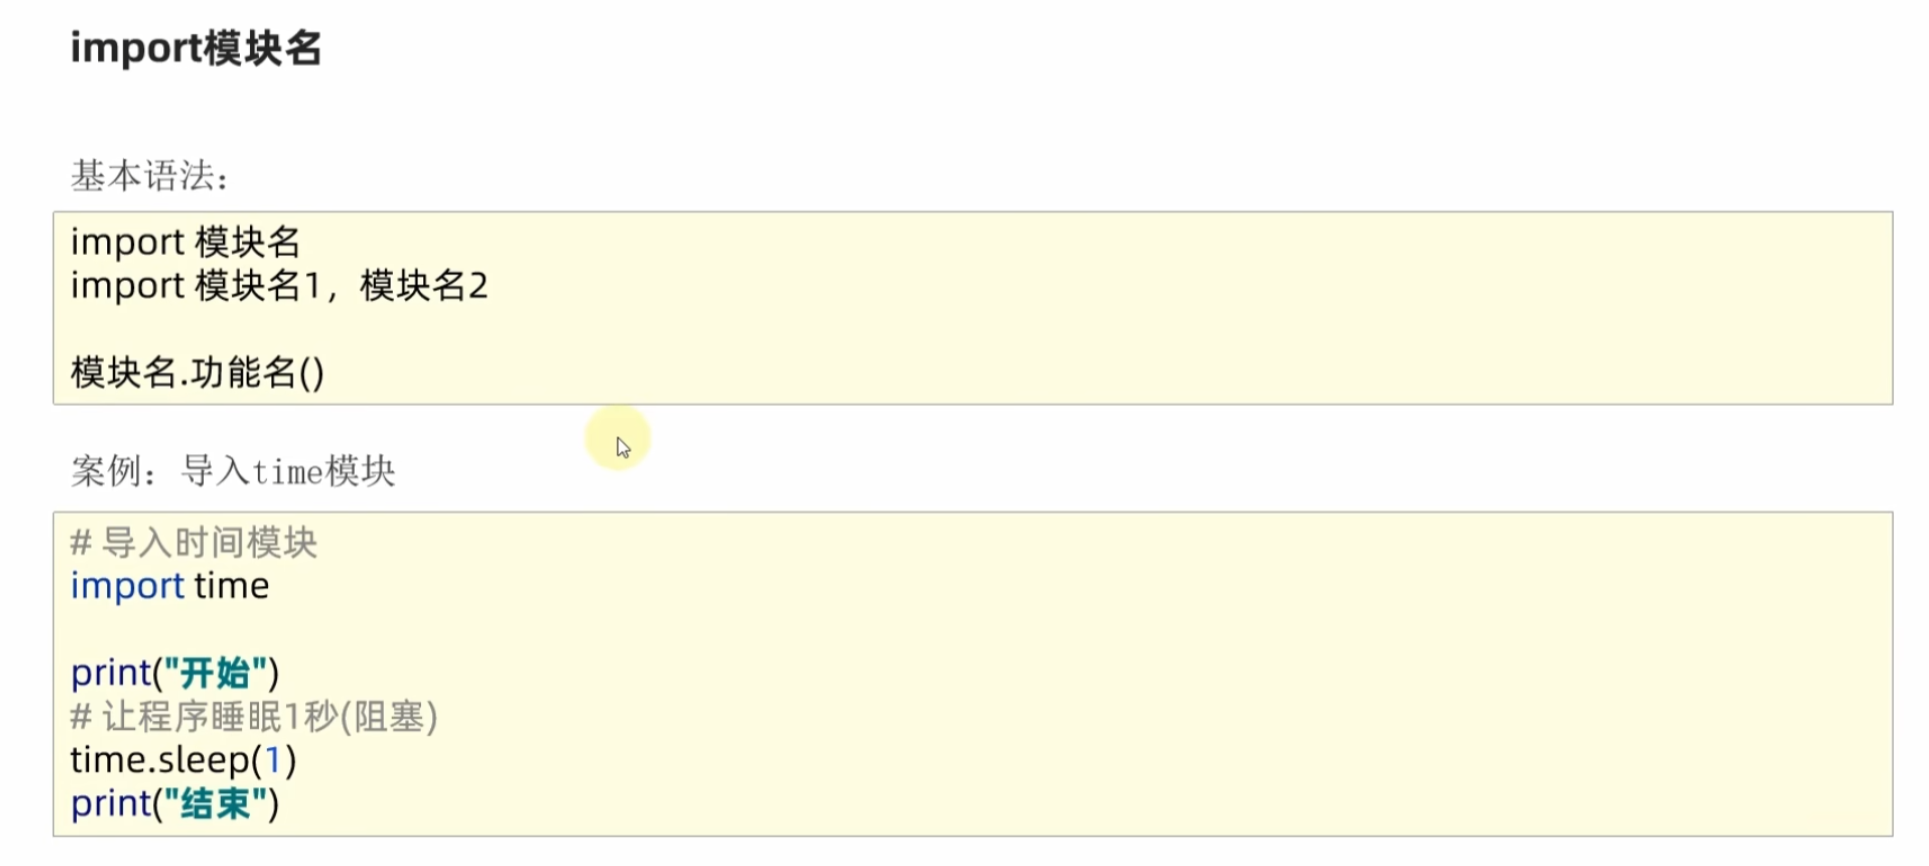 import模块名
基本语法：
import 模块名
import 模块名1，模块名2
模块名.功能名()
案例：导入time模块
# 导入时间模块
import time
print("开始")
# 让程序睡眠1秒(阻塞)
time.sleep(1)
print("结束")